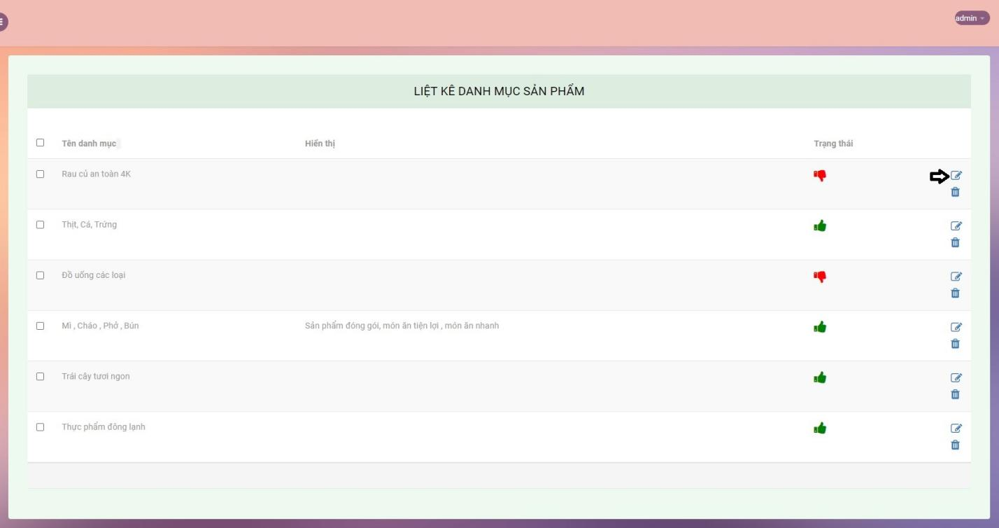 admin
LIỆT KÊ DANH MỤC SẢN PHẨM
Tên danh mục Hiển thị Trạng thái
Rau củ an toàn 4K
Thịt, Cá, Trứng
Đồ uống các loại
Mì , Cháo , Phở , Bún Sản phẩm đóng gói, món ăn tiện lợi , món ăn nhanh
Trái cây tươi ngon
Thực phẩm đông lạnh